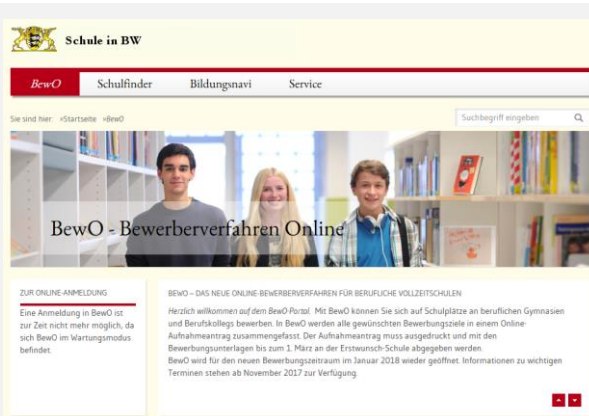 Schule in BW
BewO Schulfinder Bildungsnavi Service
Sie sind hier: »Startseite »BewO
Suchbegriff eingeben
BewO - Bewerberverfahren Online
ZUR ONLINE-ANMELDUNG
Eine Anmeldung in BewO ist
zur Zeit nicht mehr möglich, da
sich BewO im Wartungsmodus
befindet.
BEWO – DAS NEUE ONLINE-BEWERBERVERFAHREN FÜR BERUFLICHE VOLLZEITSCHULEN
Herzlich willkommen auf dem BewO-Portal. Mit BewO können Sie sich auf Schulplätze an beruflichen Gymnasien
und Berufskollegs bewerben. In BewO werden alle gewünschten Bewerbungsziele in einem Online-
Aufnahmeantrag zusammengefasst. Der Aufnahmeantrag muss ausgedruckt und mit den
Bewerbungsunterlagen bis zum 1. März an der Erstwunsch-Schule abgegeben werden.
BewO wird für den neuen Bewerbungszeitraum im Januar 2018 wieder geöffnet. Informationen zu wichtigen
Terminen stehen ab November 2017 zur Verfügung.